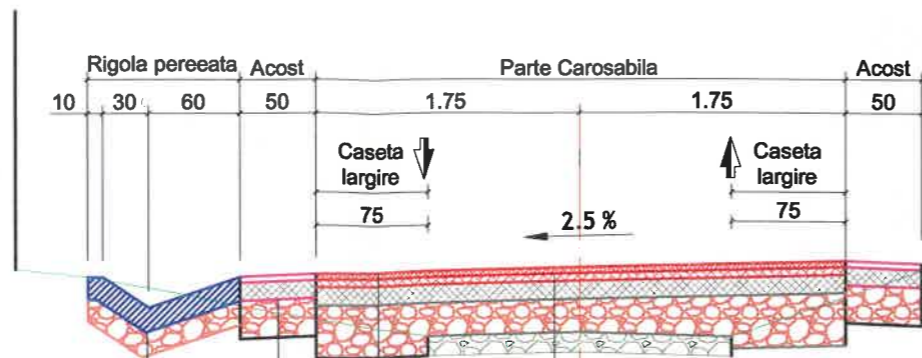 Rigola pereeata Acost Parte Carosabila Acost
10 30 60 50 1.75 1.75 50
Caseta largire
Caseta largire
75 2.5 % 75